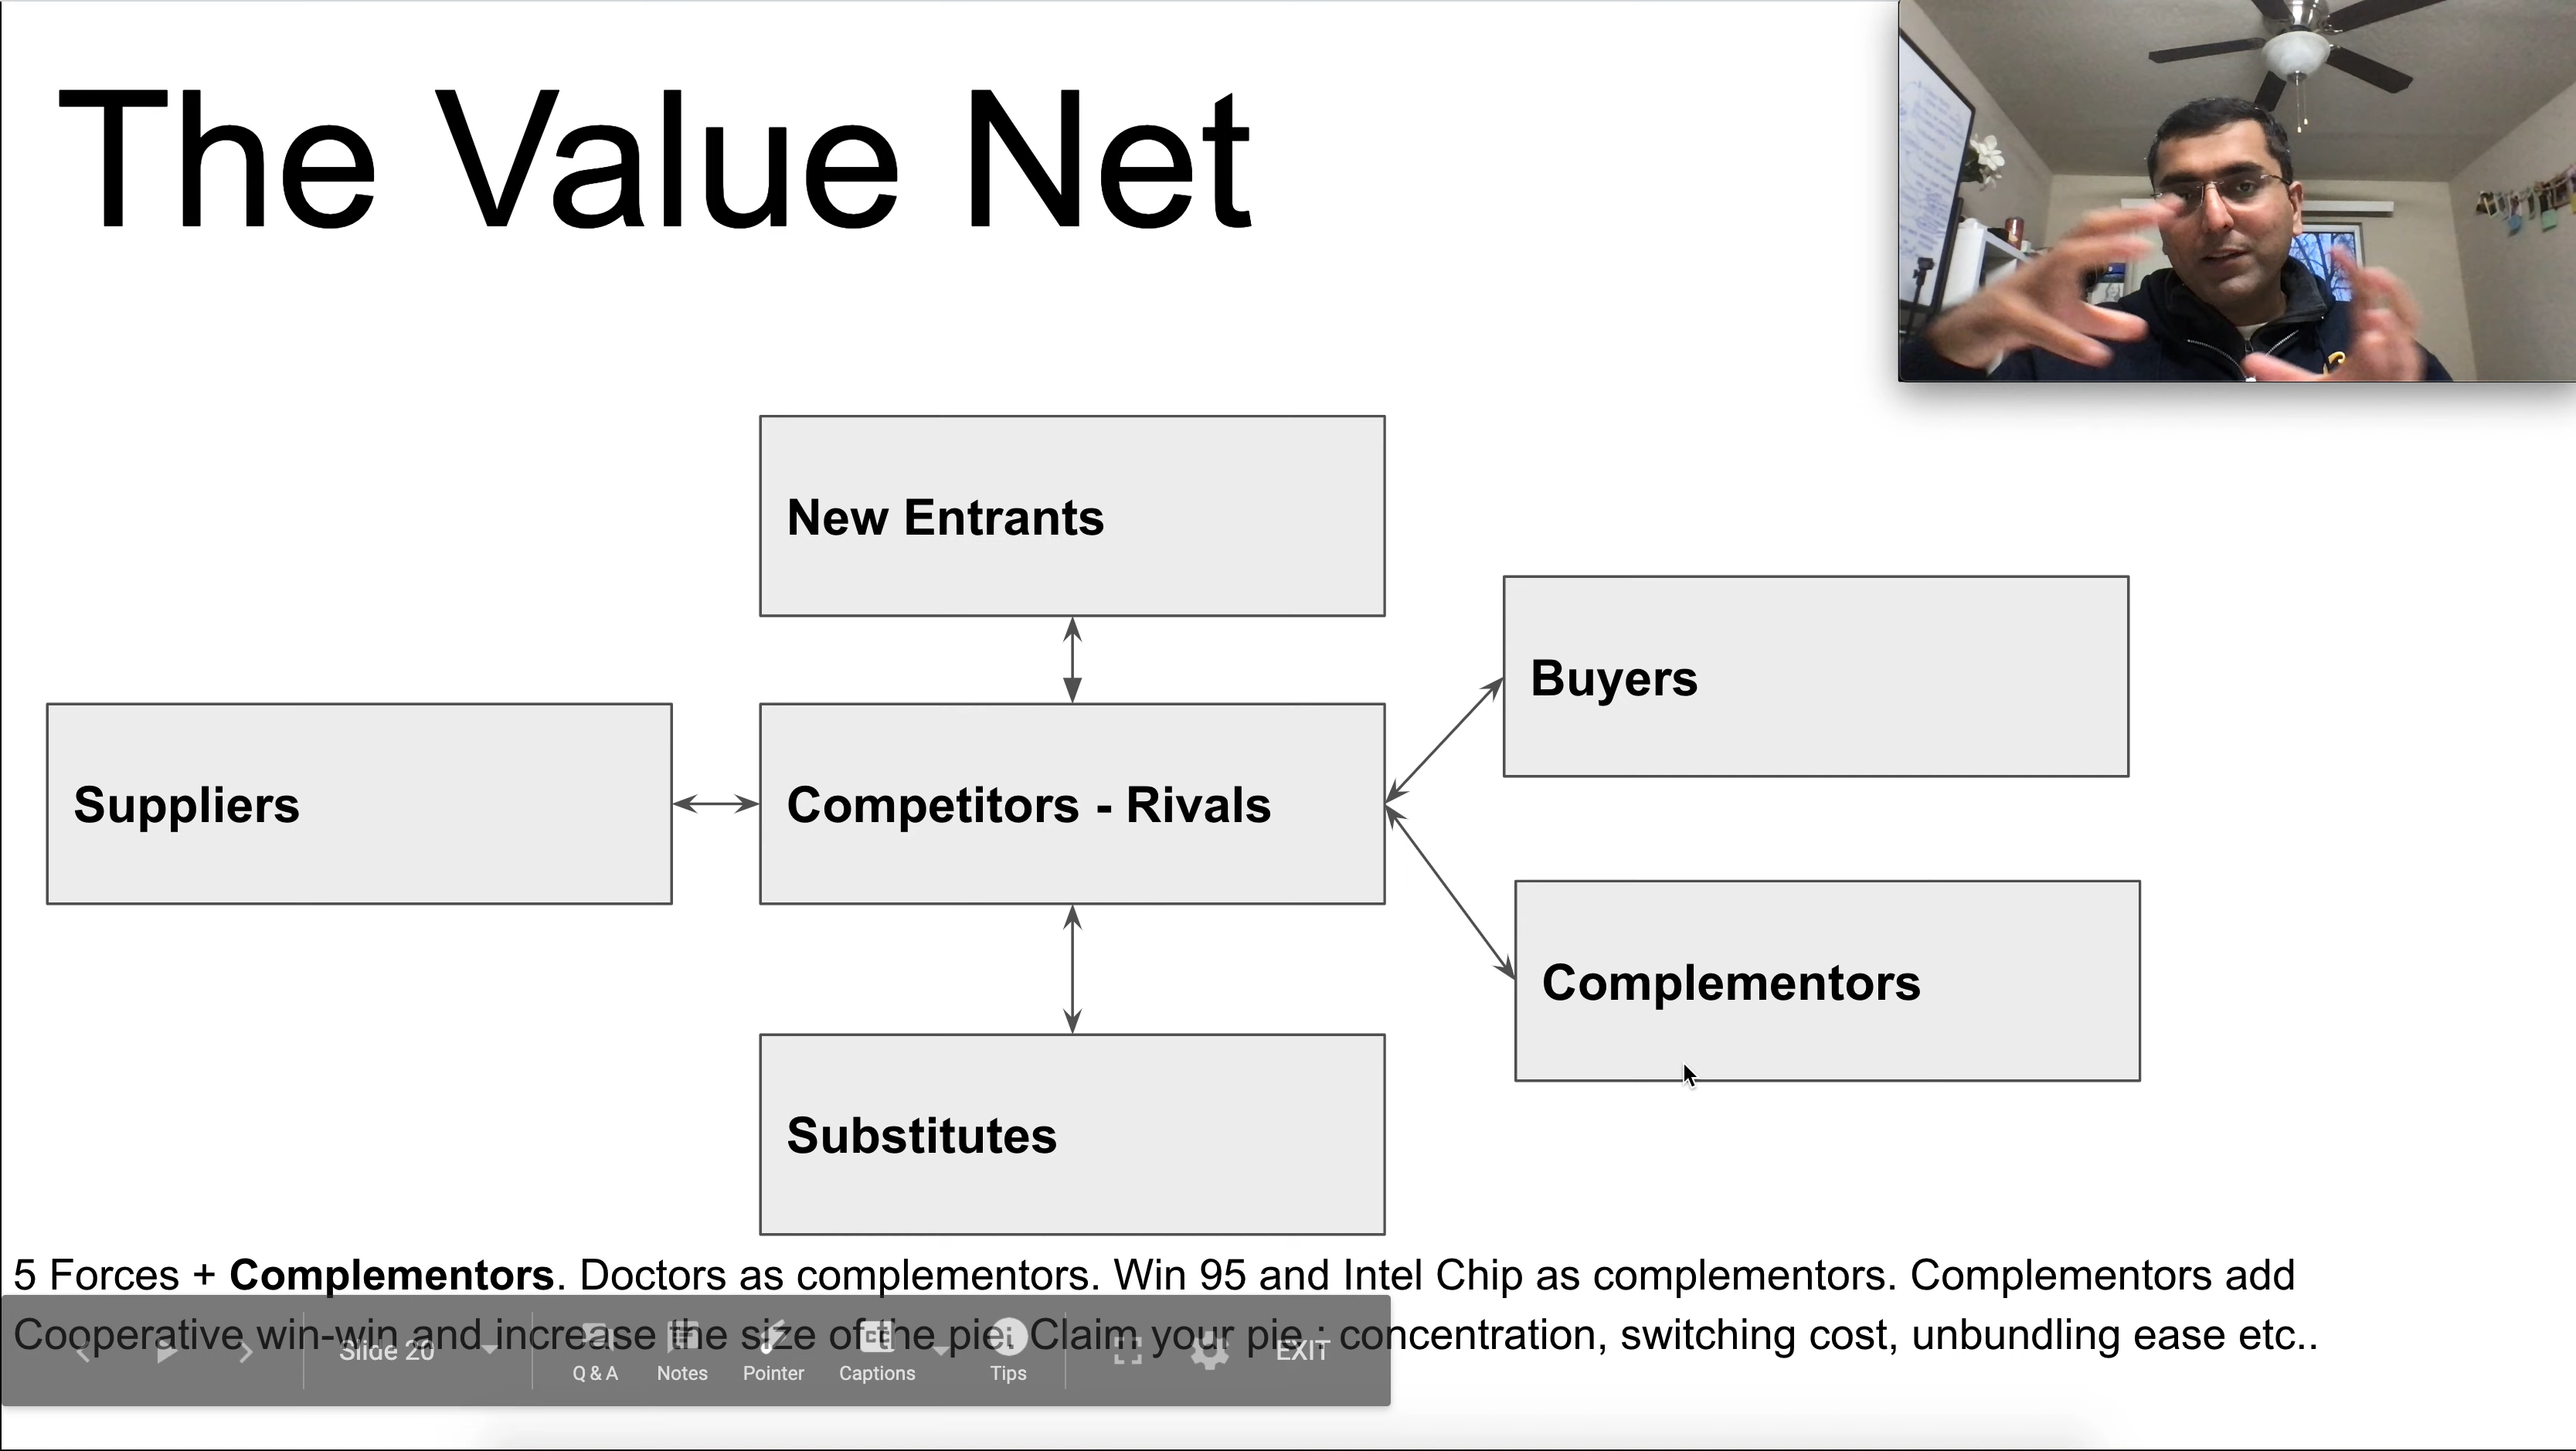 The Value Net
New Entrants
Buyers
Suppliers
Competitors - Rivals
Complementors
Substitutes
5 Forces + Complementors. Doctors as complementors. Win 95 and Intel Chip as complementors. Complementors add
Cooperative win-win and increase the size of the pie. Claim your pie : concentration, switching cost, unbundling ease etc..
Slide 20
Q & A
Notes
Pointer
Captions
Tips
EXIT